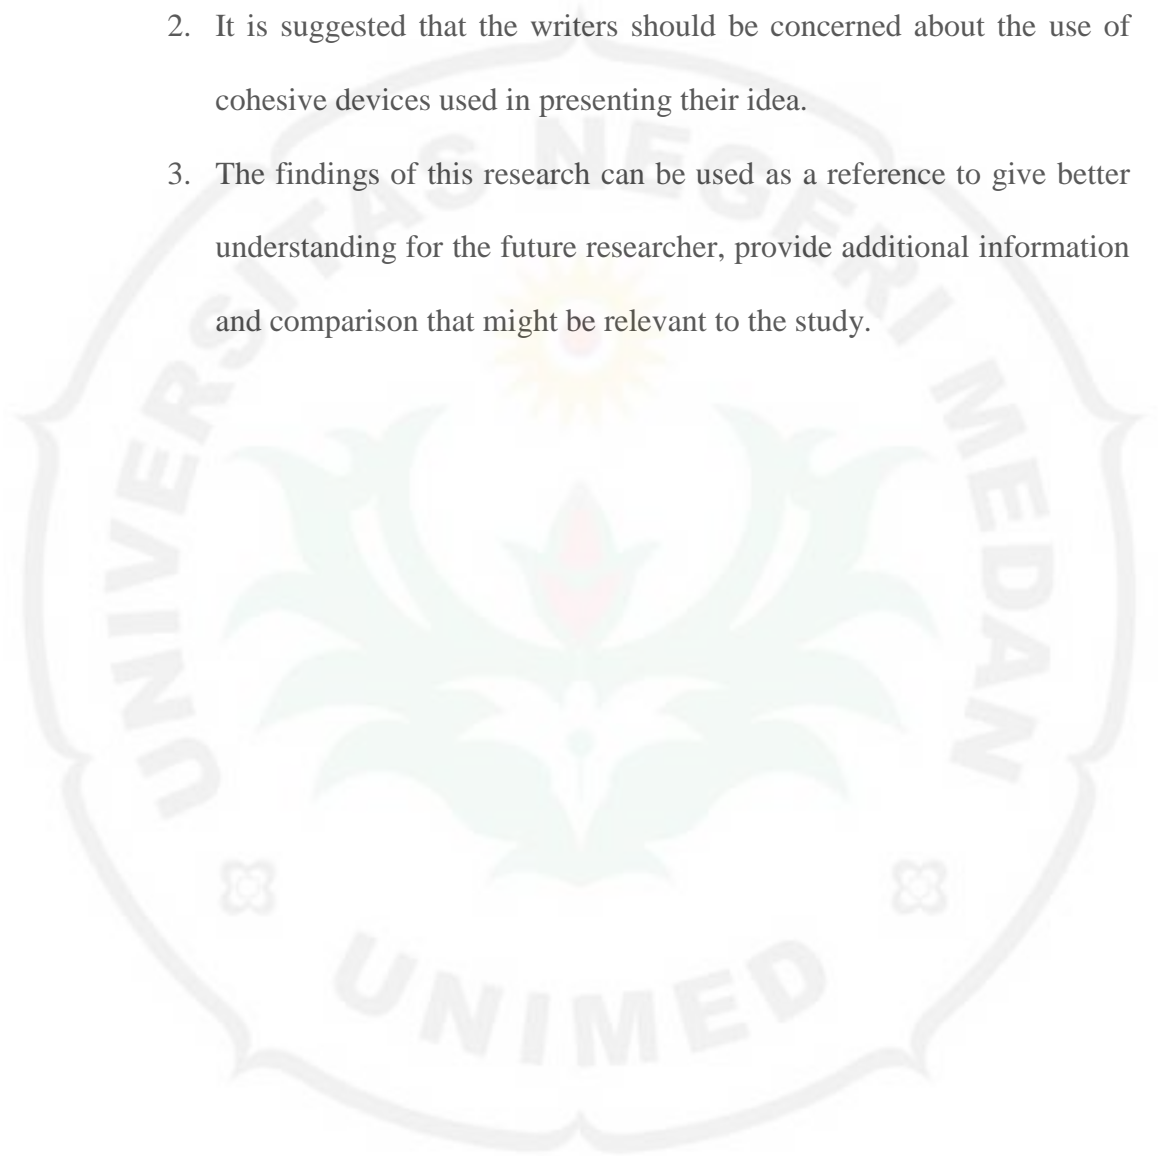 2. It is suggested that the writers should be concerned about the use of
cohesive devices used in presenting their idea.
3. The findings of this research can be used as a reference to give better
understanding for the future researcher, provide additional information
and comparison that might be relevant to the study.
UNIVERSITAS NEGERI MEDAN
UNIMED